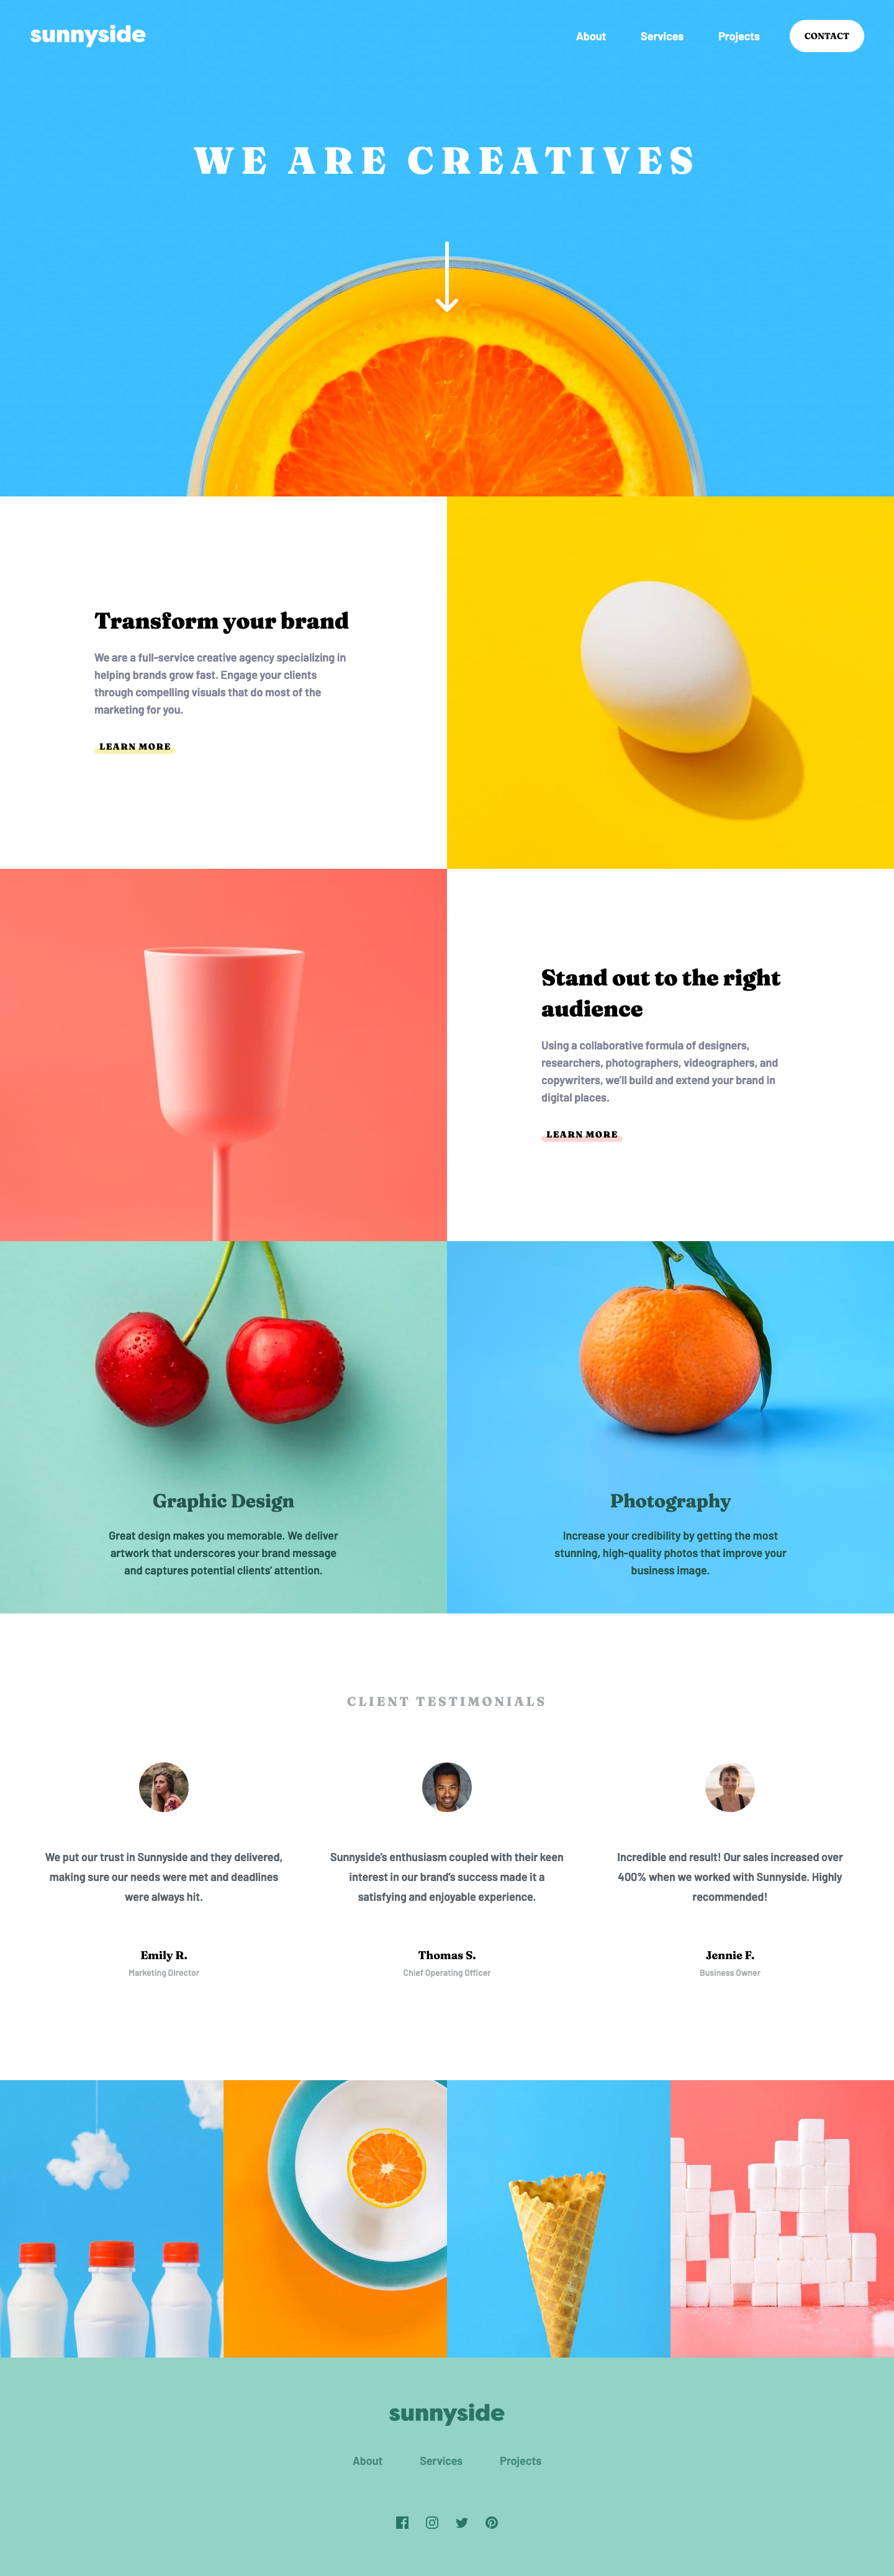 sunnyside
About Services Projects CONTACT
WE ARE CREATIVES
Transform your brand
We are a full-service creative agency specializing in
helping brands grow fast. Engage your clients
through compelling visuals that do most of the
marketing for you.
LEARN MORE
Stand out to the right
audience
Using a collaborative formula of designers,
researchers, photographers, videographers, and
copywriters, we'll build and extend your brand in
digital places.
LEARN MORE
Graphic Design
Great design makes you memorable. We deliver
artwork that underscores your brand message
and captures potential clients’ attention.
Photography
Increase your credibility by getting the most
stunning, high-quality photos that improve your
business image.
CLIENT TESTIMONIALS
We put our trust in Sunnyside and they delivered,
making sure our needs were met and deadlines
were always hit.
Emily R.
Marketing Director
Sunnyside’s enthusiasm coupled with their keen
interest in our brand’s success made it a
satisfying and enjoyable experience.
Thomas S.
Chief Operating Officer
Incredible end result! Our sales increased over
400% when we worked with Sunnyside. Highly
recommended!
Jennie F.
Business Owner
sunnyside
About Services Projects